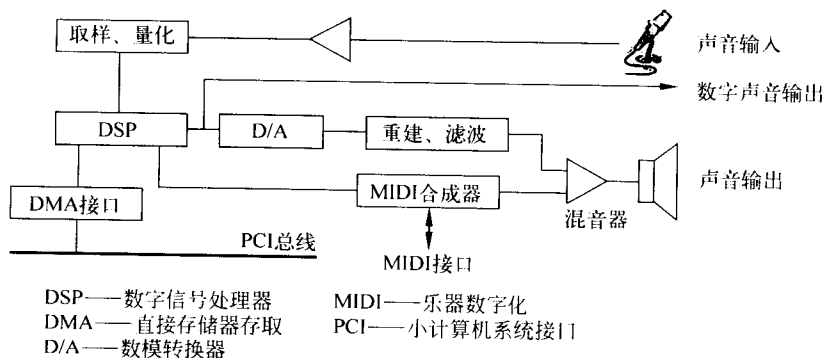 取样、量化
声音输入
数字声音输出
DSP
D/A
重建、滤波
声音输出
DMA接口
MIDI合成器
混音器
PCI总线
MIDI接口
DSP——数字信号处理器
DMA——直接存储器存取
D/A——数模转换器
MIDI——乐器数字化
PCI——小计算机系统接口